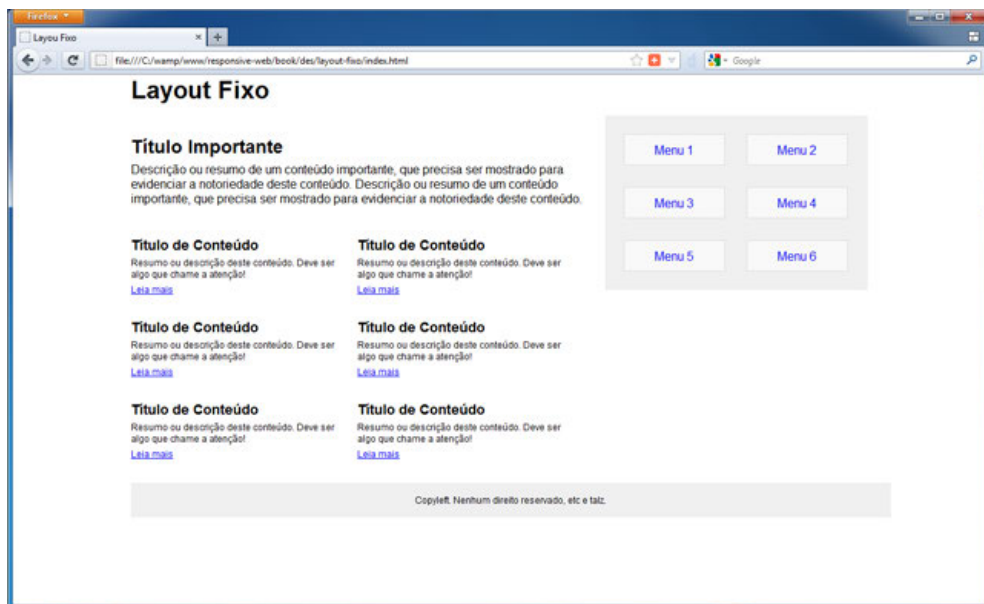 Firefox
Layou Fixo
file:///C:/wamp/www/responsive-web/book/des/layout-fixo/index.html
Google
Layout Fixo
Título Importante
Descrição ou resumo de um conteúdo importante, que precisa ser mostrado para
evidenciar a notoriedade deste conteúdo. Descrição ou resumo de um conteúdo
importante, que precisa ser mostrado para evidenciar a notoriedade deste conteúdo.
Menu 1
Menu 2
Menu 3
Menu 4
Menu 5
Menu 6
Título de Conteúdo
Resumo ou descrição deste conteúdo. Deve ser
algo que chame a atenção!
Leia mais
Título de Conteúdo
Resumo ou descrição deste conteúdo. Deve ser
algo que chame a atenção!
Leia mais
Título de Conteúdo
Resumo ou descrição deste conteúdo. Deve ser
algo que chame a atenção!
Leia mais
Título de Conteúdo
Resumo ou descrição deste conteúdo. Deve ser
algo que chame a atenção!
Leia mais
Título de Conteúdo
Resumo ou descrição deste conteúdo. Deve ser
algo que chame a atenção!
Leia mais
Título de Conteúdo
Resumo ou descrição deste conteúdo. Deve ser
algo que chame a atenção!
Leia mais
Copyleft. Nenhum direito reservado, etc e talz.